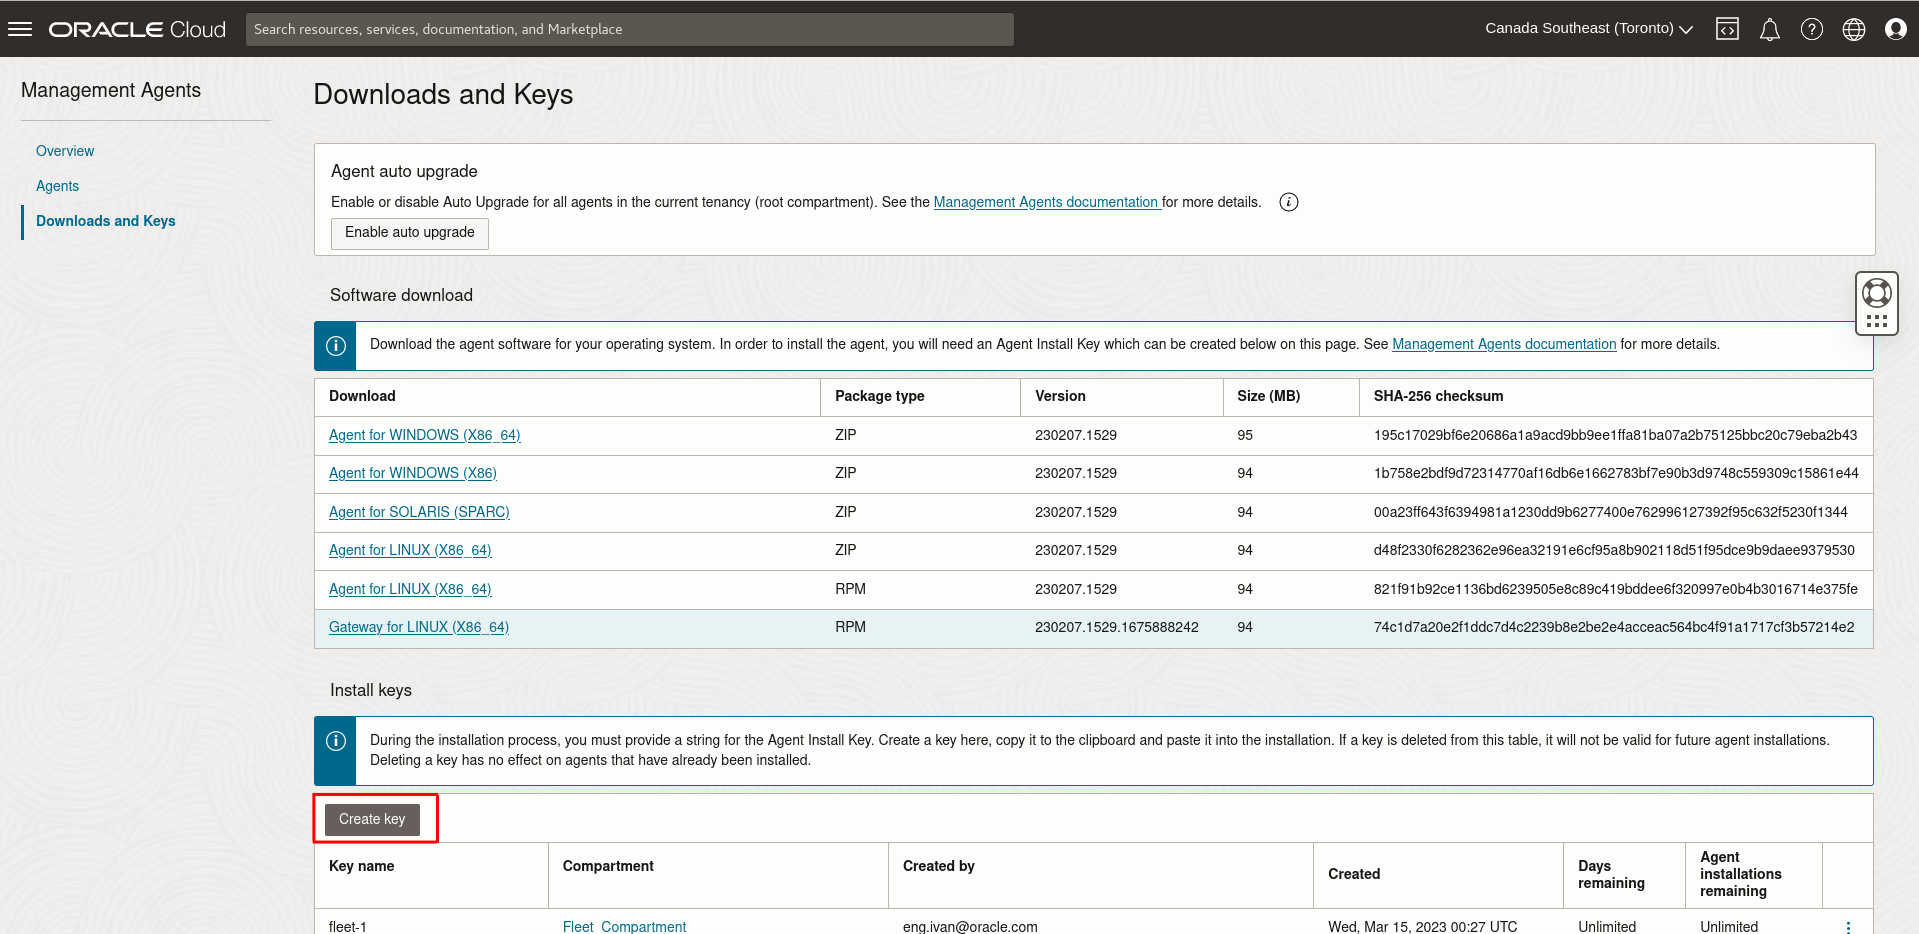 ORACLE Cloud
Search resources, services, documentation, and Marketplace
Canada Southeast (Toronto)
Management Agents
Overview
Agents
Downloads and Keys
Downloads and Keys
Agent auto upgrade
Enable or disable Auto Upgrade for all agents in the current tenancy (root compartment). See the Management Agents documentation for more details.
Enable auto upgrade
Software download
Download the agent software for your operating system. In order to install the agent, you will need an Agent Install Key which can be created below on this page. See Management Agents documentation for more details.
Download Package type Version Size (MB) SHA-256 checksum
Agent for WINDOWS (X86_64) ZIP 230207.1529 95 195c17029bf6e20686a1a9acd9bb9ee1ffa81ba07a2b75125bbc20c79eba2b43
Agent for WINDOWS (X86) ZIP 230207.1529 94 1b758e2bdf9d72314770af16db6e1662783bf7e90b3d9748c559309c15861e44
Agent for SOLARIS (SPARC) ZIP 230207.1529 94 00a23ff643f6394981a1230dd9b6277400e762996127392f95c632f5230f1344
Agent for LINUX (X86_64) ZIP 230207.1529 94 d48f2330f6282362e96ea32191e6cf95a8b902118d51f95dce9b9daee9379530
Agent for LINUX (X86_64) RPM 230207.1529 94 821f91b92ce1136bd6239505e8c89c419bddee6f320997e0b4b3016714e375fe
Gateway for LINUX (X86_64) RPM 230207.1529.1675888242 94 74c1d7a20e2f1ddc7d4c2239b8e2be2e4acceac564bc4f91a1717cf3b57214e2
Install keys
During the installation process, you must provide a string for the Agent Install Key. Create a key here, copy it to the clipboard and paste it into the installation. If a key is deleted from this table, it will not be valid for future agent installations.
Deleting a key has no effect on agents that have already been installed.
Create key
Key name Compartment Created by Created Days remaining Agent installations remaining
fleet-1 Fleet_Compartment eng.ivan@oracle.com Wed, Mar 15, 2023 00:27 UTC Unlimited Unlimited